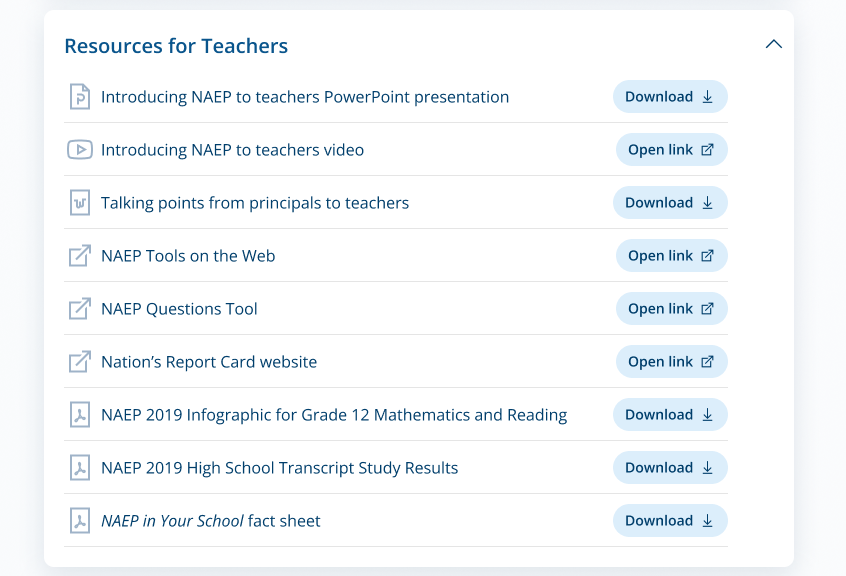 Resources for Teachers
Introducing NAEP to teachers PowerPoint presentation Download
Introducing NAEP to teachers video Open link
Talking points from principals to teachers Download
NAEP Tools on the Web Open link
NAEP Questions Tool Open link
Nation’s Report Card website Open link
NAEP 2019 Infographic for Grade 12 Mathematics and Reading Download
NAEP 2019 High School Transcript Study Results Download
NAEP in Your School fact sheet Download